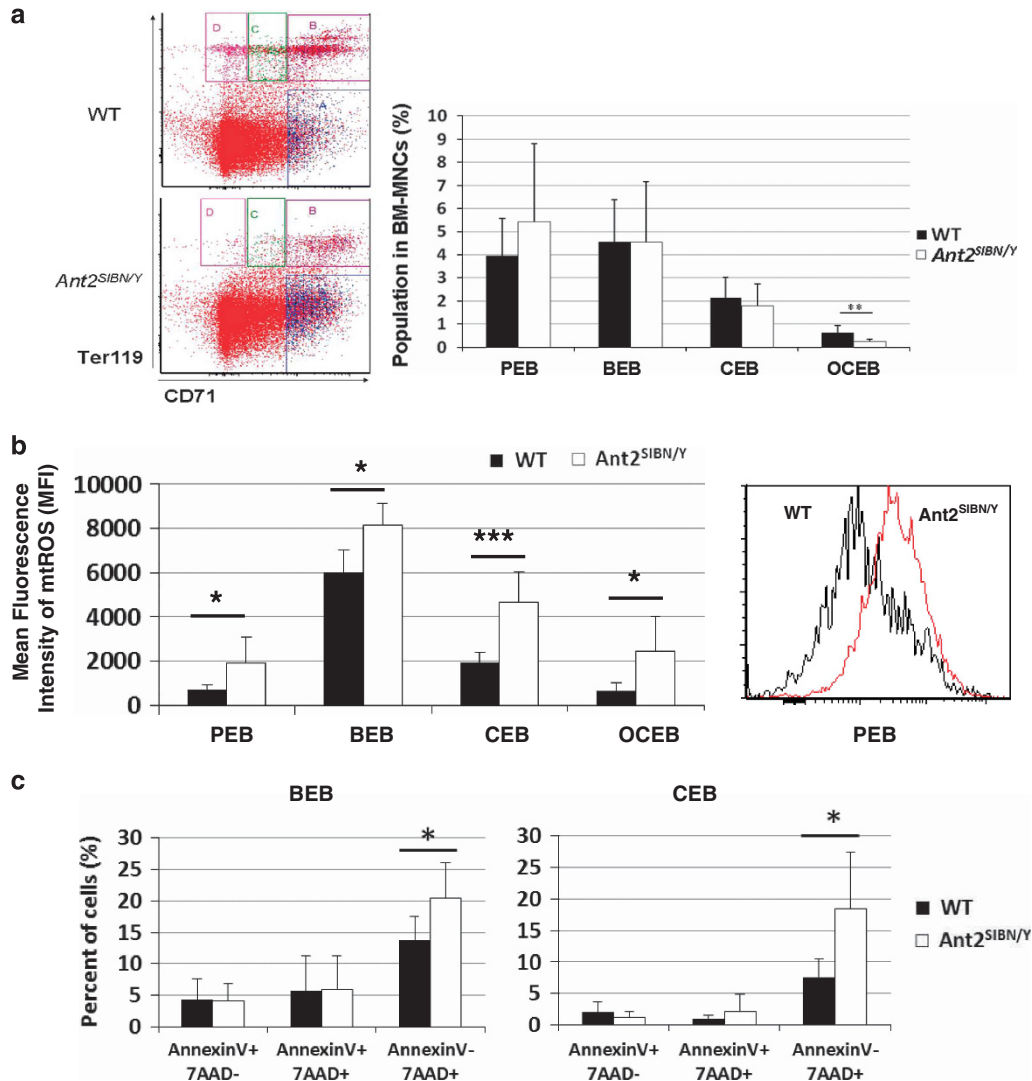 a
D
C
B
A
WT
D
C
B
Ant2SIBN/Y
Ter119
CD71
Population in BM-MNCs (%)
10
9
8
7
6
5
4
3
2
1
0
**
PEB
BEB
CEB
OCEB
WT
Ant2SIBN/Y
b
WT
Ant2SIBN/Y
Mean Fluorescence
Intensity of mtROS (MFI)
10000
8000
6000
4000
2000
0
*
*
***
*
PEB
BEB
CEB
OCEB
WT
Ant2SIBN/Y
PEB
c
BEB
Percent of cells (%)
30
25
20
15
10
5
0
*
AnnexinV+ AnnexinV+ AnnexinV-
7AAD- 7AAD+ 7AAD+
CEB
30
25
20
15
10
5
0
*
AnnexinV+ AnnexinV+ AnnexinV-
7AAD- 7AAD+ 7AAD+
WT
Ant2SIBN/Y